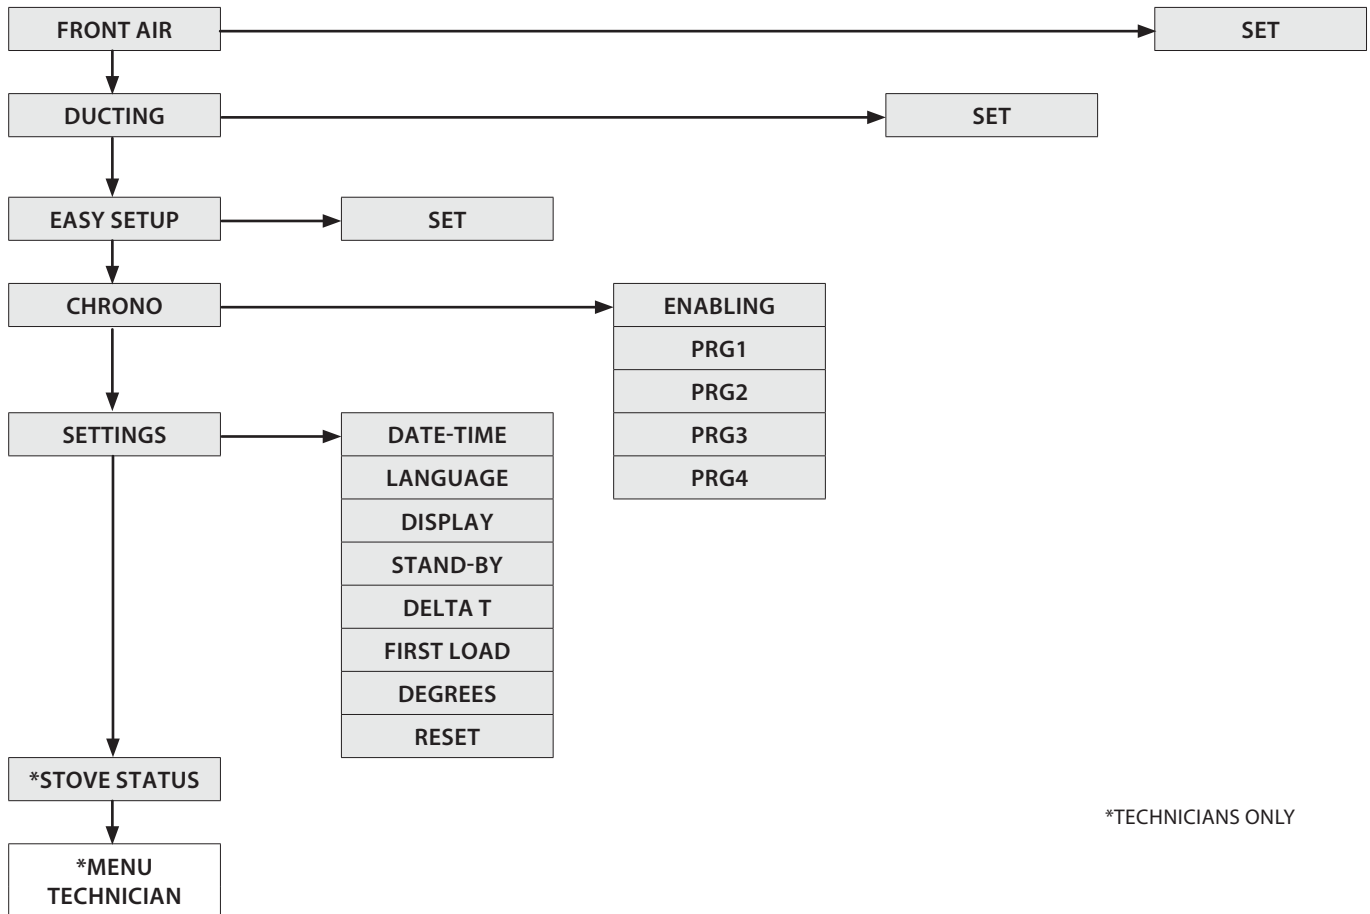 FRONT AIR
SET
DUCTING
SET
EASY SETUP
SET
CHRONO
ENABLING
PRG1
PRG2
PRG3
PRG4
SETTINGS
DATE-TIME
LANGUAGE
DISPLAY
STAND-BY
DELTA T
FIRST LOAD
DEGREES
RESET
*STOVE STATUS
*TECHNICIANS ONLY
*MENU
TECHNICIAN